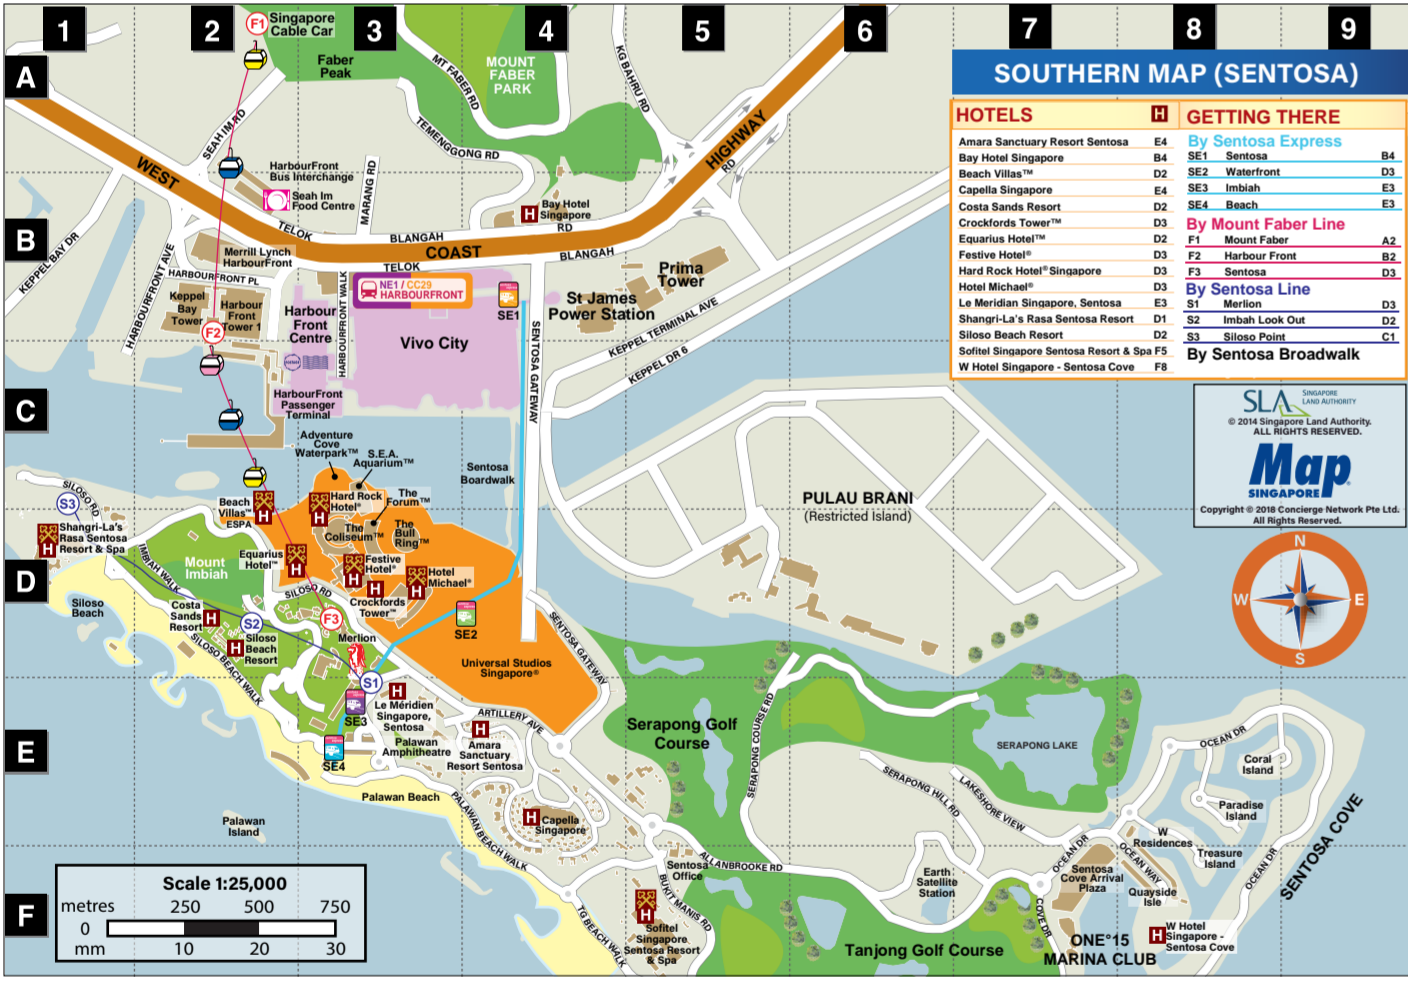 1 2 3 4 5 6 7 8 9
A
B
C
D
E
F
F1
Singapore
Cable Car
Faber
Peak
MT FABER RD
MOUNT
FABER
PARK
KG BAHRU RD
SEAH IM RD
TEMENGGONG RD
WEST
COAST
HIGHWAY
RD
HarbourFront
Bus Interchange
Seah Im
Food Centre
MARANG RD
Bay Hotel
Singapore
TELOK
BLANGAH
RD
TELOK
BLANGAH
KEPPEL BAY DR
HARBOURFRONT AVE
Merrill Lynch
HarbourFront
HARBOURFRONT PL
Keppel
Bay
Tower
Harbour
Front
Tower 1
F2
Harbour
Front
Centre
HARBOURFRONT WALK
NE1 / CC29
HARBOURFRONT
Vivo City
SE1
SENTOSA GATEWAY
St James
Power Station
Prima
Tower
KEPPEL TERMINAL AVE
KEPPEL DR 6
HarbourFront
Passenger
Terminal
Adventure
Cove
Waterpark™
S.E.A.
Aquarium™
Sentosa
Boardwalk
PULAU BRANI
(Restricted Island)
SILOSO RD
S3
Shangri-La's
Rasa Sentosa
Resort & Spa
Beach
Villas™
ESPA
Hard Rock
Hotel®
The
Forum™
The
Coliseum™
The
Bull
Ring™
Equarius
Hotel™
Festive
Hotel®
Hotel
Michael®
Crockfords
Tower™
Mount
Imbiah
IMBIAH WALK
SILOSO RD
Siloso
Beach
Costa
Sands
Resort
S2
Siloso
Beach
Resort
SILOSO BEACH WALK
F3
Merlion
S1
SE2
Universal Studios
Singapore®
SENTOSA GATEWAY
SE3
Le Méridien
Singapore,
Sentosa
ARTILLERY AVE
SE4
Palawan
Amphitheatre
Amara
Sanctuary
Resort Sentosa
Palawan Beach
Palawan
Island
PALAWAN BEACH WALK
Capella
Singapore
Serapong Golf
Course
SERAPONG COURSE RD
SERAPONG LAKE
SERAPONG HILL RD
LAKESHORE VIEW
OCEAN DR
Coral
Island
Paradise
Island
Treasure
Island
W
Residences
OCEAN DR
OCEAN WAY
OCEAN DR
SENTOSA COVE
Quayside
Isle
Sentosa
Cove Arrival
Plaza
Earth
Satellite
Station
COVE DR
ONE°15
MARINA CLUB
W Hotel
Singapore -
Sentosa Cove
ALLANBROOKE RD
Sentosa
Office
BUKIT MANIS RD
Sofitel
Singapore
Sentosa Resort
& Spa
TG BEACH WALK
Tanjong Golf Course
Scale 1:25,000
metres 250 500 750
0
mm 10 20 30
SOUTHERN MAP (SENTOSA)
HOTELS H
Amara Sanctuary Resort Sentosa E4
Bay Hotel Singapore B4
Beach Villas™ D2
Capella Singapore E4
Costa Sands Resort D2
Crockfords Tower™ D3
Equarius Hotel™ D2
Festive Hotel® D3
Hard Rock Hotel® Singapore D3
Hotel Michael® D3
Le Meridien Singapore, Sentosa E3
Shangri-La's Rasa Sentosa Resort D1
Siloso Beach Resort D2
Sofitel Singapore Sentosa Resort & Spa F5
W Hotel Singapore - Sentosa Cove F8
GETTING THERE
By Sentosa Express
SE1 Sentosa B4
SE2 Waterfront D3
SE3 Imbiah E3
SE4 Beach E3
By Mount Faber Line
F1 Mount Faber A2
F2 Harbour Front B2
F3 Sentosa D3
By Sentosa Line
S1 Merlion D3
S2 Imbah Look Out D2
S3 Siloso Point C1
By Sentosa Broadwalk
SLA
SINGAPORE
LAND AUTHORITY
© 2014 Singapore Land Authority.
ALL RIGHTS RESERVED.
Map
SINGAPORE
Copyright © 2018 Concierge Network Pte Ltd.
All Rights Reserved.
N
W E
S